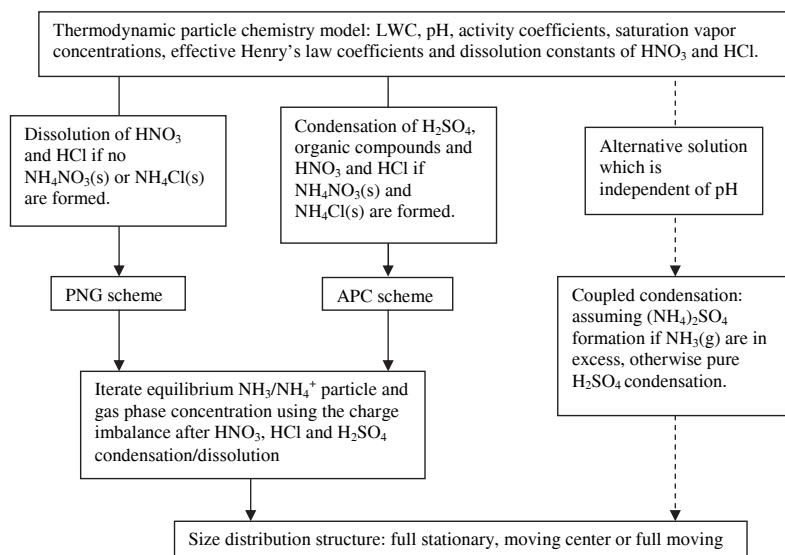 Thermodynamic particle chemistry model: LWC, pH, activity coefficients, saturation vapor
concentrations, effective Henry's law coefficients and dissolution constants of HNO₃ and HCl.
Dissolution of HNO₃
and HCl if no
NH₄NO₃(s) or NH₄Cl(s)
are formed.
Condensation of H₂SO₄,
organic compounds and
HNO₃ and HCl if
NH₄NO₃(s) and
NH₄Cl(s) are formed.
Alternative solution
which is
independent of pH
PNG scheme
APC scheme
Coupled condensation:
assuming (NH₄)₂SO₄
formation if NH₃(g) are in
excess, otherwise pure
H₂SO₄ condensation.
Iterate equilibrium NH₃/NH₄⁺ particle and
gas phase concentration using the charge
imbalance after HNO₃, HCl and H₂SO₄
condensation/dissolution
Size distribution structure: full stationary, moving center or full moving